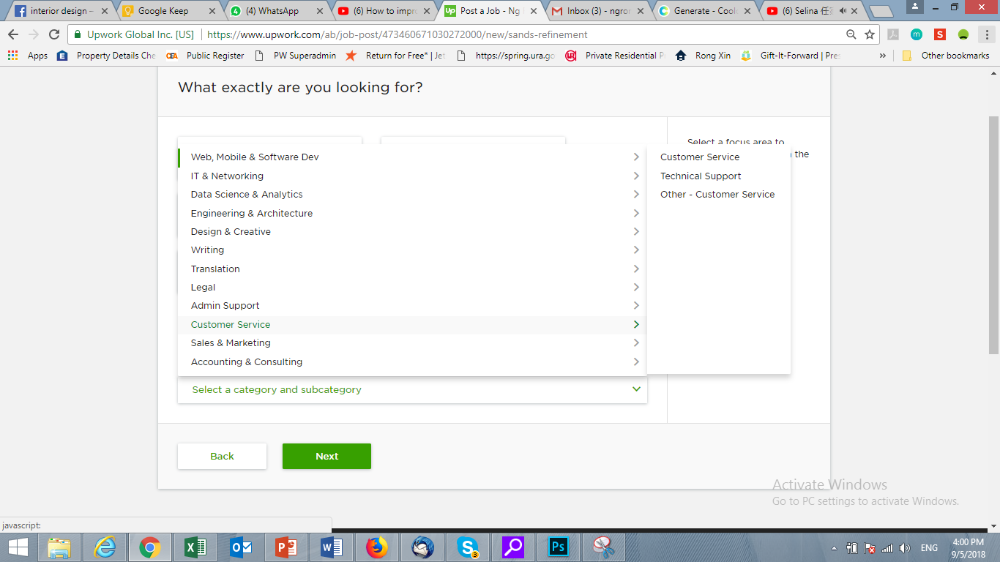 interior design –
Google Keep
(4) WhatsApp
(6) How to impro
Post a Job - Ng
Inbox (3) - ngron
Generate - Coolo
(6) Selina 任
Upwork Global Inc. [US]
https://www.upwork.com/ab/job-post/473460671030272000/new/sands-refinement
Apps
Property Details Che
Public Register
PW Superadmin
Return for Free* | Jet
https://spring.ura.go
Private Residential P
Rong Xin
Gift-It-Forward | Pres
»
Other bookmarks
What exactly are you looking for?
Select a focus area to
the
Web, Mobile & Software Dev
IT & Networking
Data Science & Analytics
Engineering & Architecture
Design & Creative
Writing
Translation
Legal
Admin Support
Customer Service
Sales & Marketing
Accounting & Consulting
Customer Service
Technical Support
Other - Customer Service
Select a category and subcategory
Back
Next
Activate Windows
Go to PC settings to activate Windows.
javascript:
ENG
4:00 PM
9/5/2018